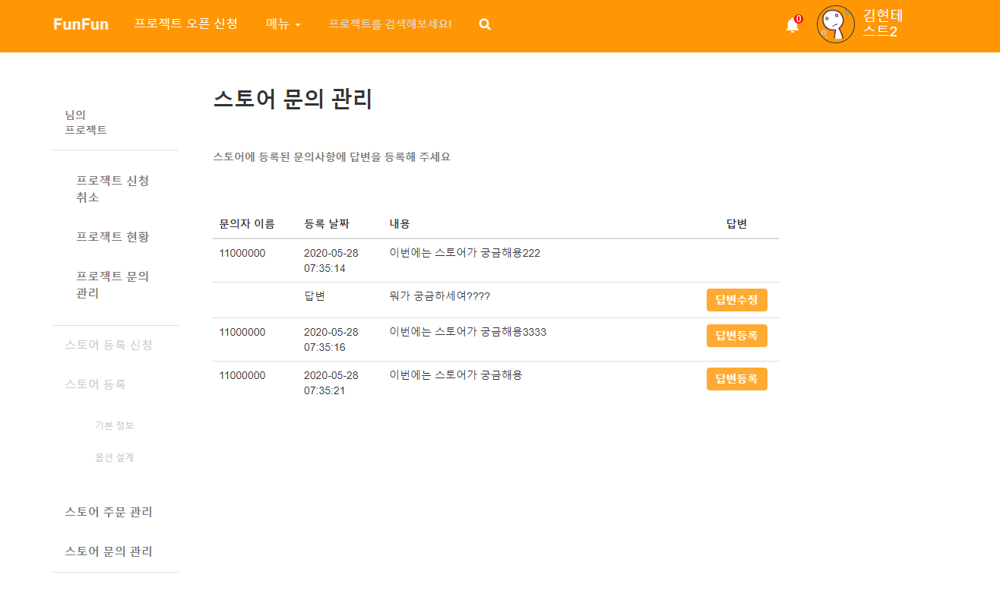 FunFun 프로젝트 오픈 신청 메뉴 프로젝트를 검색해보세요! 0 김현테
스트2
스토어 문의 관리
님의
프로젝트
스토어에 등록된 문의사항에 답변을 등록해 주세요
프로젝트 신청
취소
프로젝트 현황
프로젝트 문의
관리
스토어 등록 신청
스토어 등록
기본 정보
옵션 설계
스토어 주문 관리
스토어 문의 관리
문의자 이름 등록 날짜 내용 답변
11000000 2020-05-28 이번에는 스토어가 궁금해용222
07:35:14
답변 뭐가 궁금하세여???? 답변수정
11000000 2020-05-28 이번에는 스토어가 궁금해용3333 답변등록
07:35:16
11000000 2020-05-28 이번에는 스토어가 궁금해용 답변등록
07:35:21